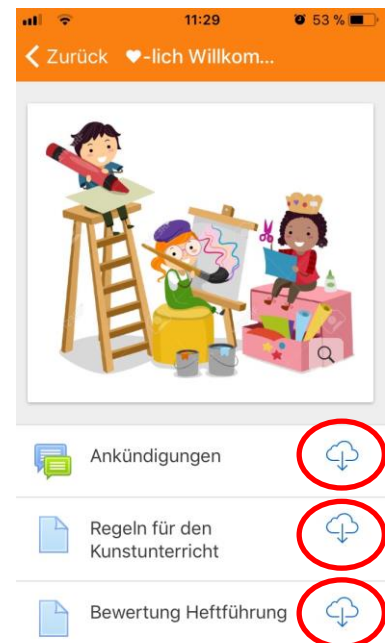 11:29
53 %
Zurück
♥-lich Willkom...
Ankündigungen
Regeln für den
Kunstunterricht
Bewertung Heftführung